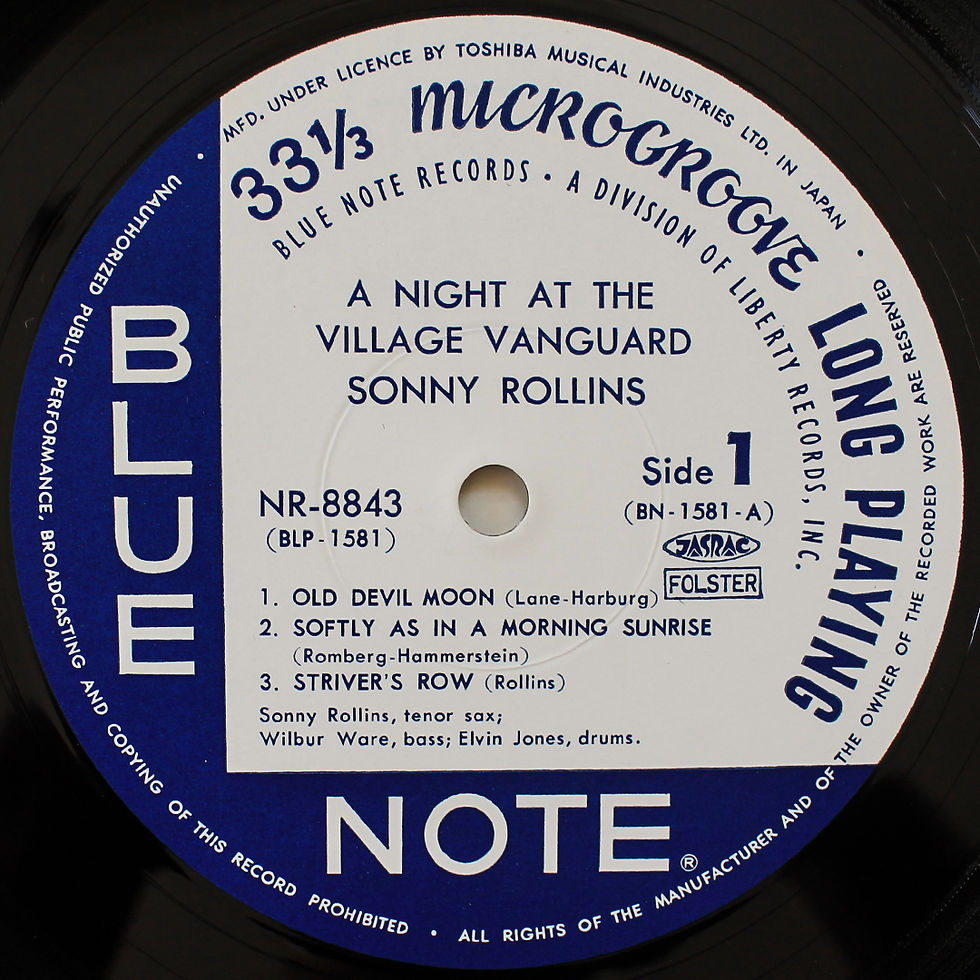 MFD. UNDER LICENCE BY TOSHIBA MUSICAL INDUSTRIES LTD. IN JAPAN •
33 1/3 MICROGROOVE LONG PLAYING
BLUE NOTE RECORDS • A DIVISION OF LIBERTY RECORDS, INC.
A NIGHT AT THE
VILLAGE VANGUARD
SONNY ROLLINS
Side 1
NR-8843
(BN-1581-A)
(BLP-1581)
JASRAC
FOLSTER
1. OLD DEVIL MOON (Lane-Harburg)
2. SOFTLY AS IN A MORNING SUNRISE
(Romberg-Hammerstein)
3. STRIVER'S ROW (Rollins)
Sonny Rollins, tenor sax;
Wilbur Ware, bass; Elvin Jones, drums.
BLUE
NOTE®
• UNAUTHORIZED PUBLIC PERFORMANCE, BROADCASTING AND COPYING OF THIS RECORD PROHIBITED • ALL RIGHTS OF THE MANUFACTURER AND OF THE OWNER OF THE RECORDED WORK ARE RESERVED